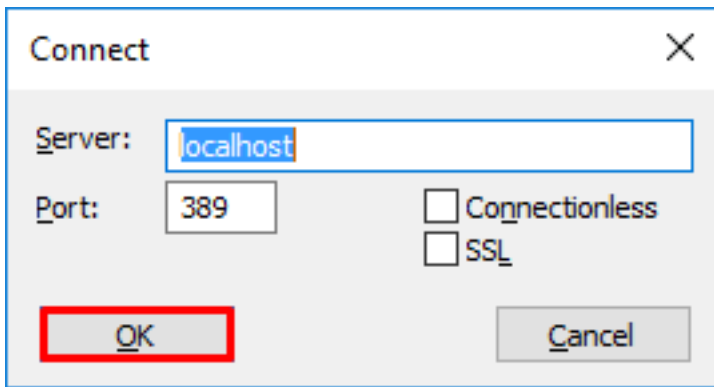 Connect
Server: localhost
Port: 389 Connectionless
SSL
OK Cancel